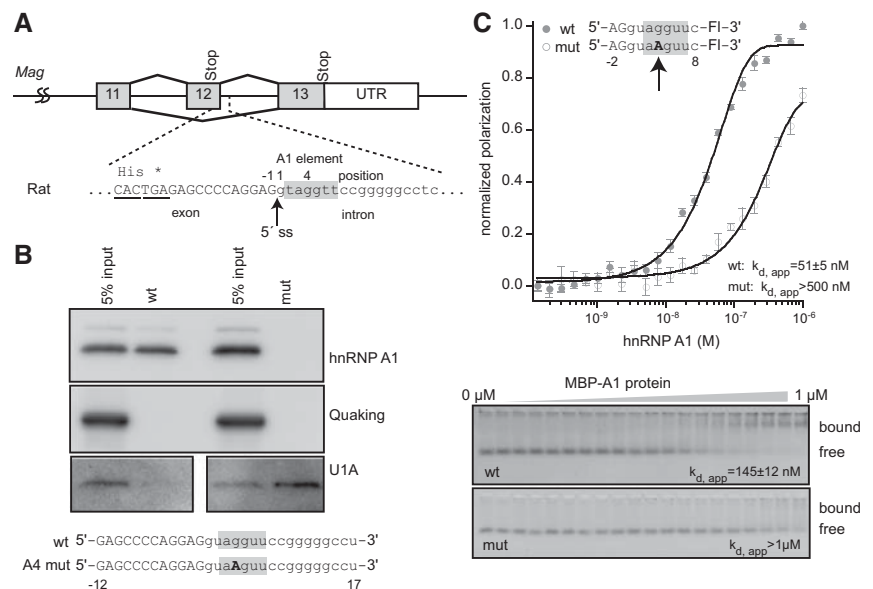 A
Mag
11
Stop
12
Stop
13
UTR
His *
A1 element
-11 4 position
Rat
...CACTGAGAGCCCCAGGAGgtaggttccgggggcctc...
exon
intron
5' ss
B
5% input
wt
5% input
mut
hnRNP A1
Quaking
U1A
wt 5'-GAGCCCCAGGAGguagguuccgggggccu-3'
A4 mut 5'-GAGCCCCAGGAGguaAguuccgggggccu-3'
-12 17
C
wt 5'-AGguagguuc-Fl-3'
mut 5'-AGguaAguuc-Fl-3'
-2 8
normalized polarization
1.0
0.8
0.6
0.4
0.2
0.0
wt: kd, app=51±5 nM
mut: kd, app>500 nM
10-9 10-8 10-7 10-6
hnRNP A1 (M)
MBP-A1 protein
0 µM 1 µM
bound
free
wt kd, app=145±12 nM
bound
free
mut kd, app>1µM